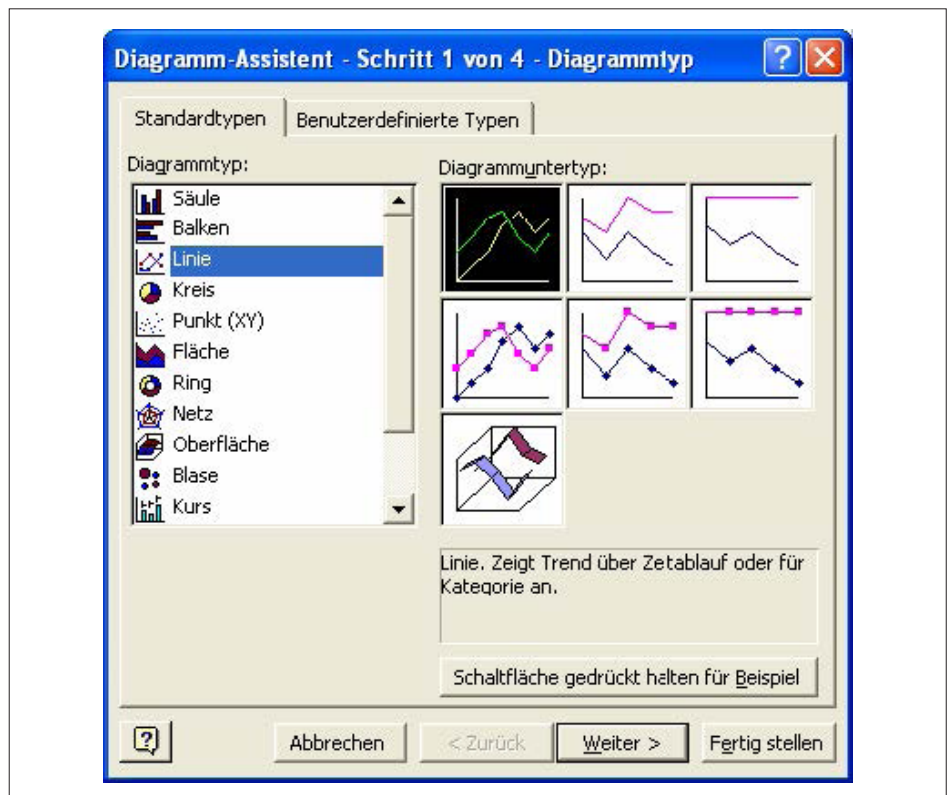 Diagramm-Assistent - Schritt 1 von 4 - Diagrammtyp
Standardtypen
Benutzerdefinierte Typen
Diagrammtyp:
Säule
Balken
Linie
Kreis
Punkt (XY)
Fläche
Ring
Netz
Oberfläche
Blase
Kurs
Diagrammuntertyp:
Linie. Zeigt Trend über Zetablauf oder für
Kategorie an.
Schaltfläche gedrückt halten für Beispiel
Abbrechen
< Zurück
Weiter >
Fertig stellen